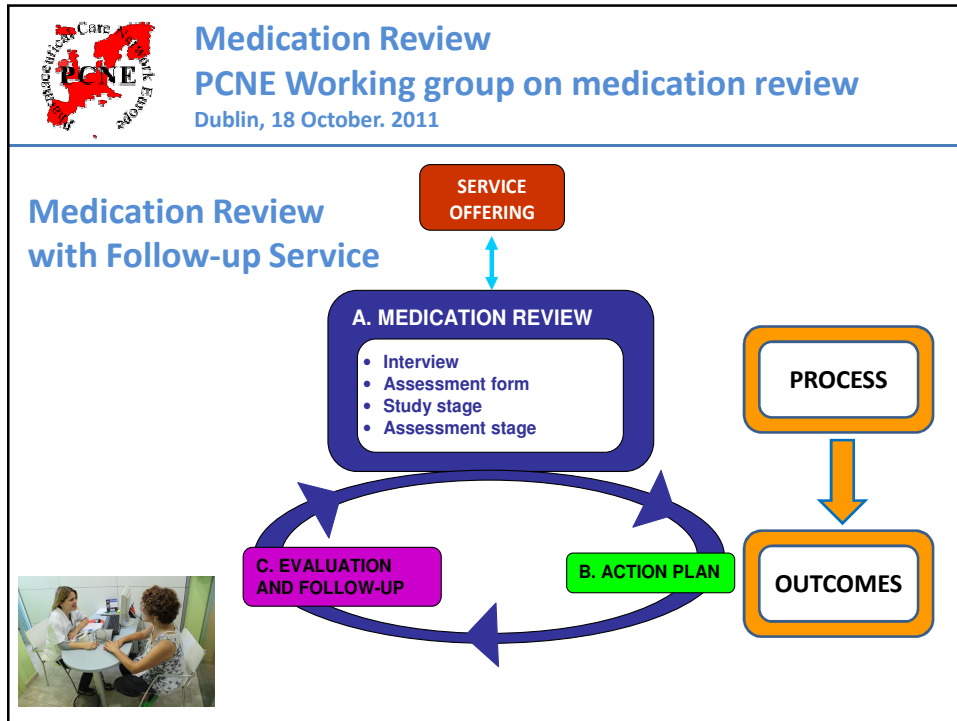 Pharmaceutical Care Network Europe
PCNE
Medication Review
PCNE Working group on medication review
Dublin, 18 October. 2011
Medication Review
with Follow-up Service
SERVICE
OFFERING
A. MEDICATION REVIEW
• Interview
• Assessment form
• Study stage
• Assessment stage
PROCESS
C. EVALUATION
AND FOLLOW-UP
B. ACTION PLAN
OUTCOMES